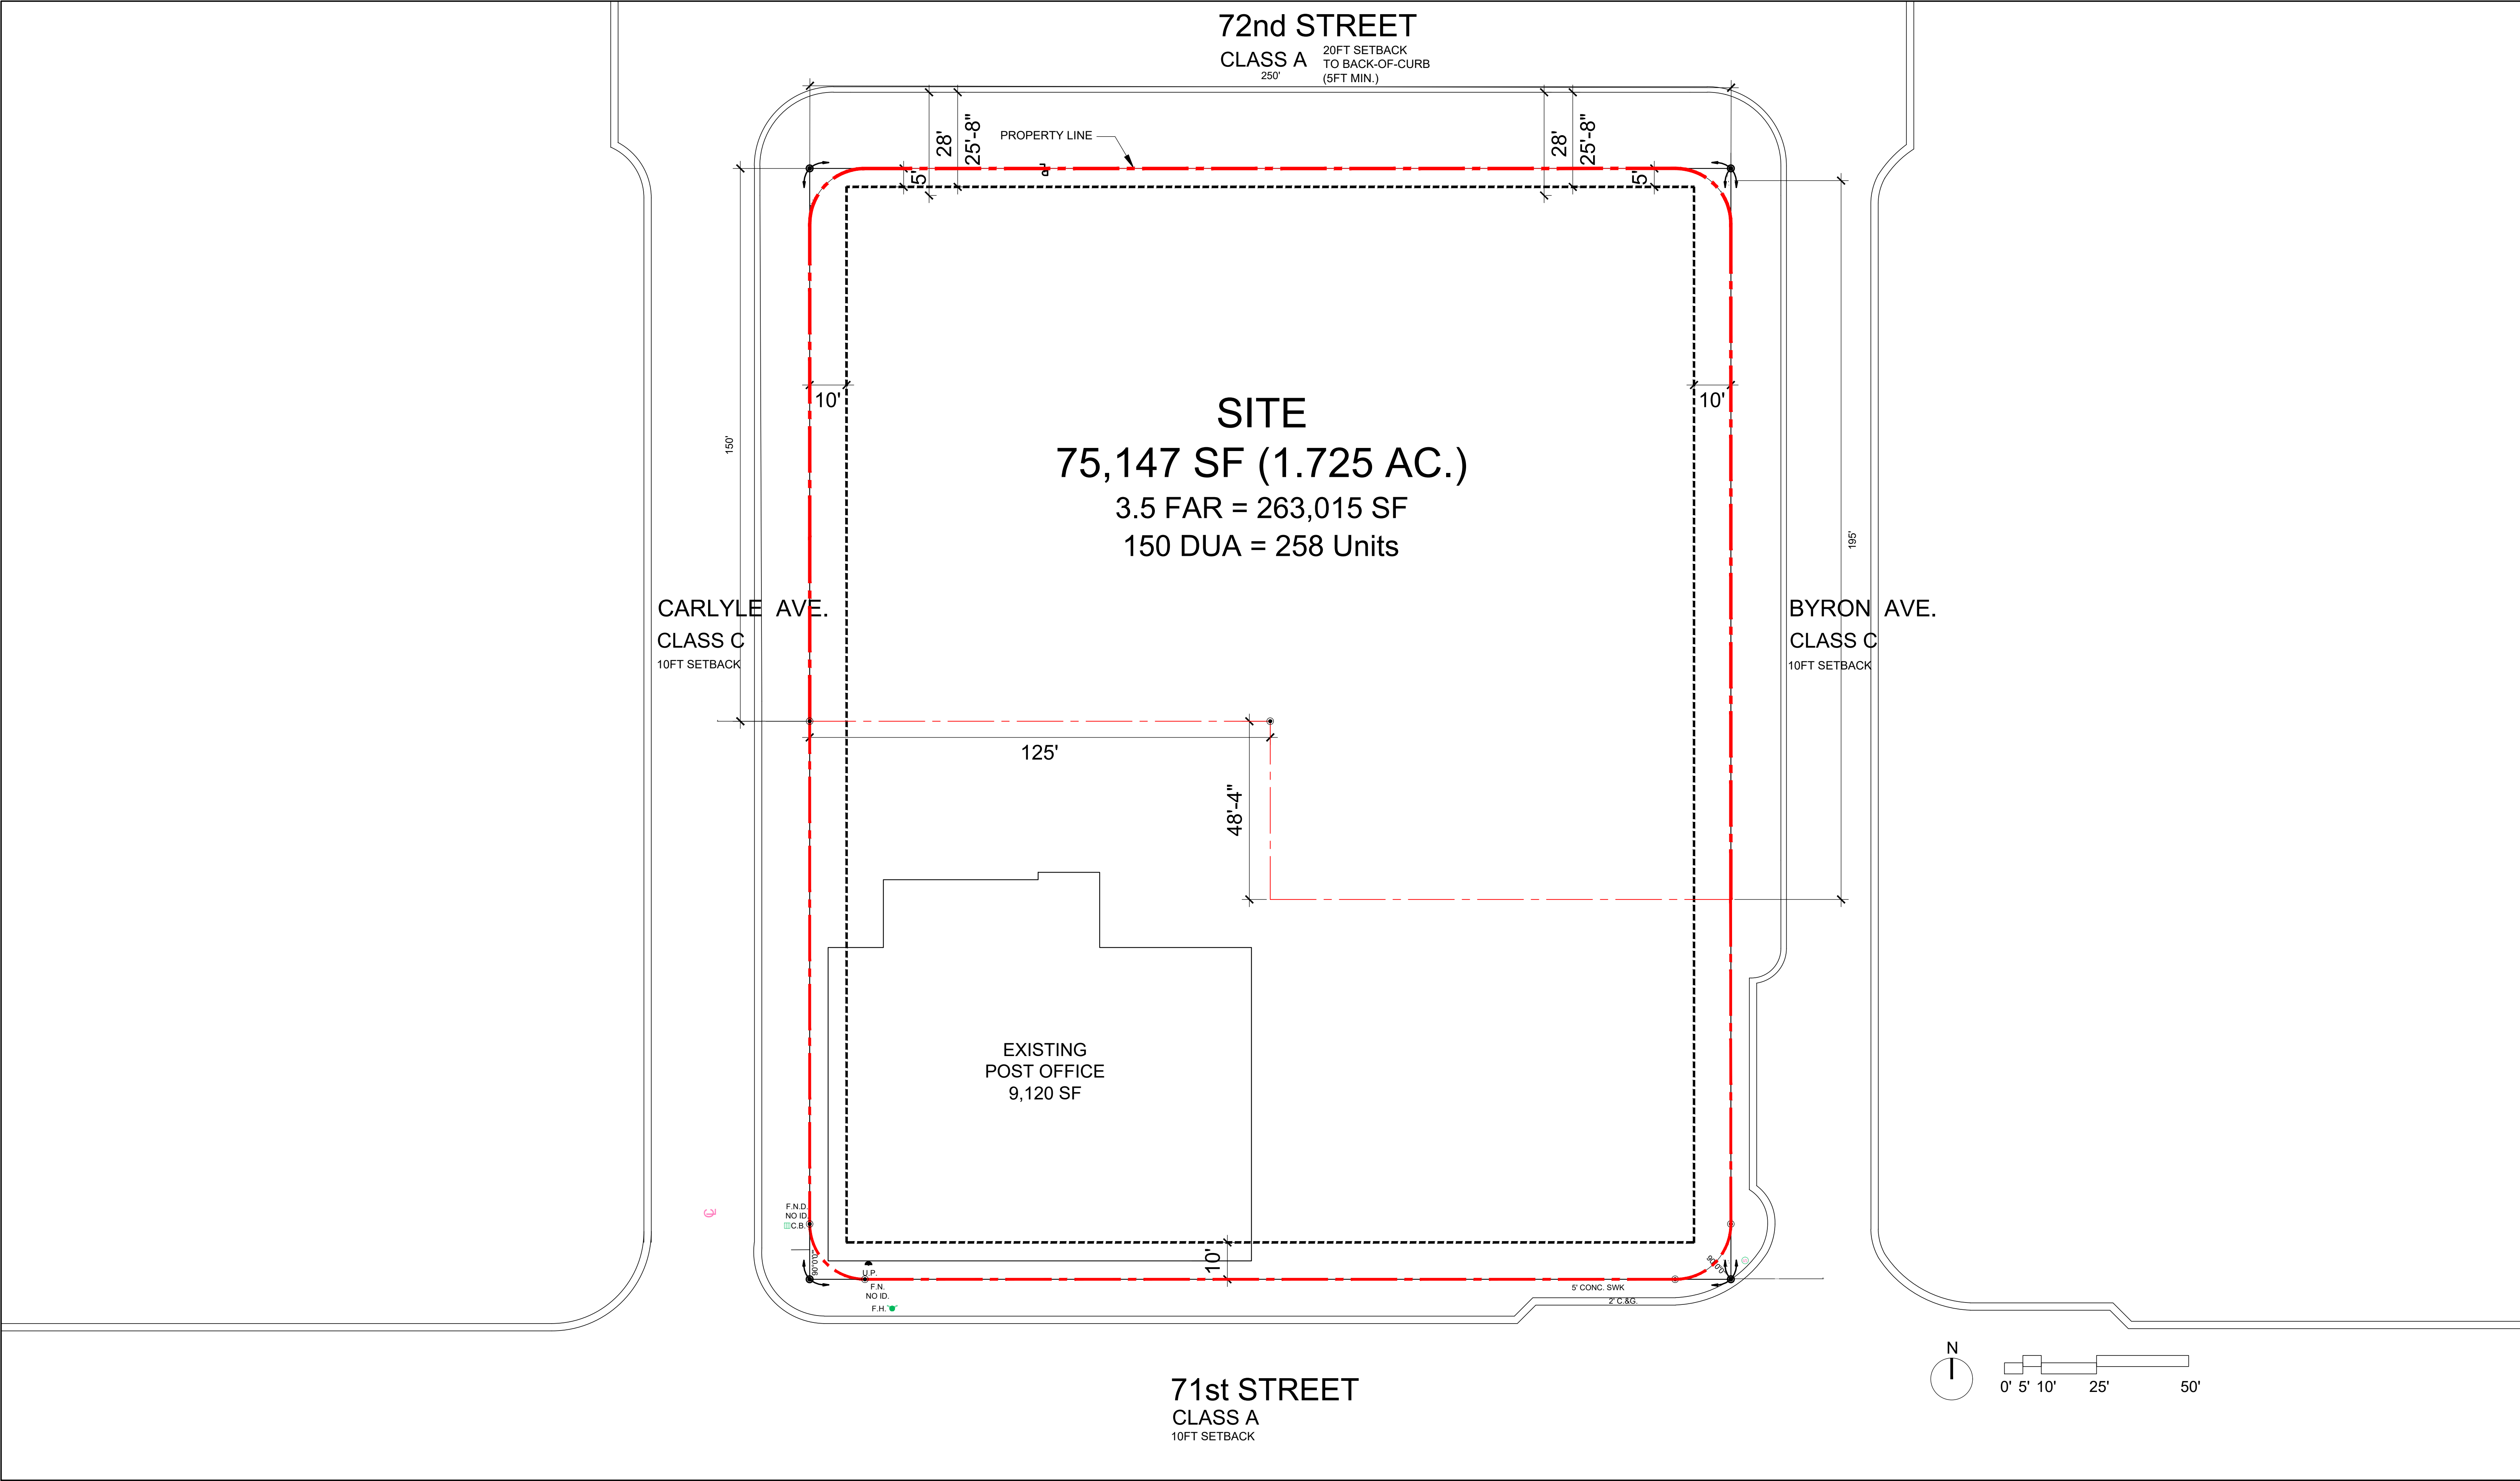 72nd STREET
CLASS A
20FT SETBACK
TO BACK-OF-CURB
(5FT MIN.)
250'
PROPERTY LINE
28'
25'-8"
5'
28'
25'-8"
5'
10'
10'
SITE
75,147 SF (1.725 AC.)
3.5 FAR = 263,015 SF
150 DUA = 258 Units
150'
195'
CARLYLE AVE.
CLASS C
10FT SETBACK
BYRON AVE.
CLASS C
10FT SETBACK
125'
48'-4"
EXISTING
POST OFFICE
9,120 SF
F.N.D.
NO ID.
C.B.
10'
U.P.
F.N.
NO ID.
F.H.
5' CONC. SWK
2' C.&G.
71st STREET
CLASS A
10FT SETBACK
N
0' 5' 10' 25' 50'